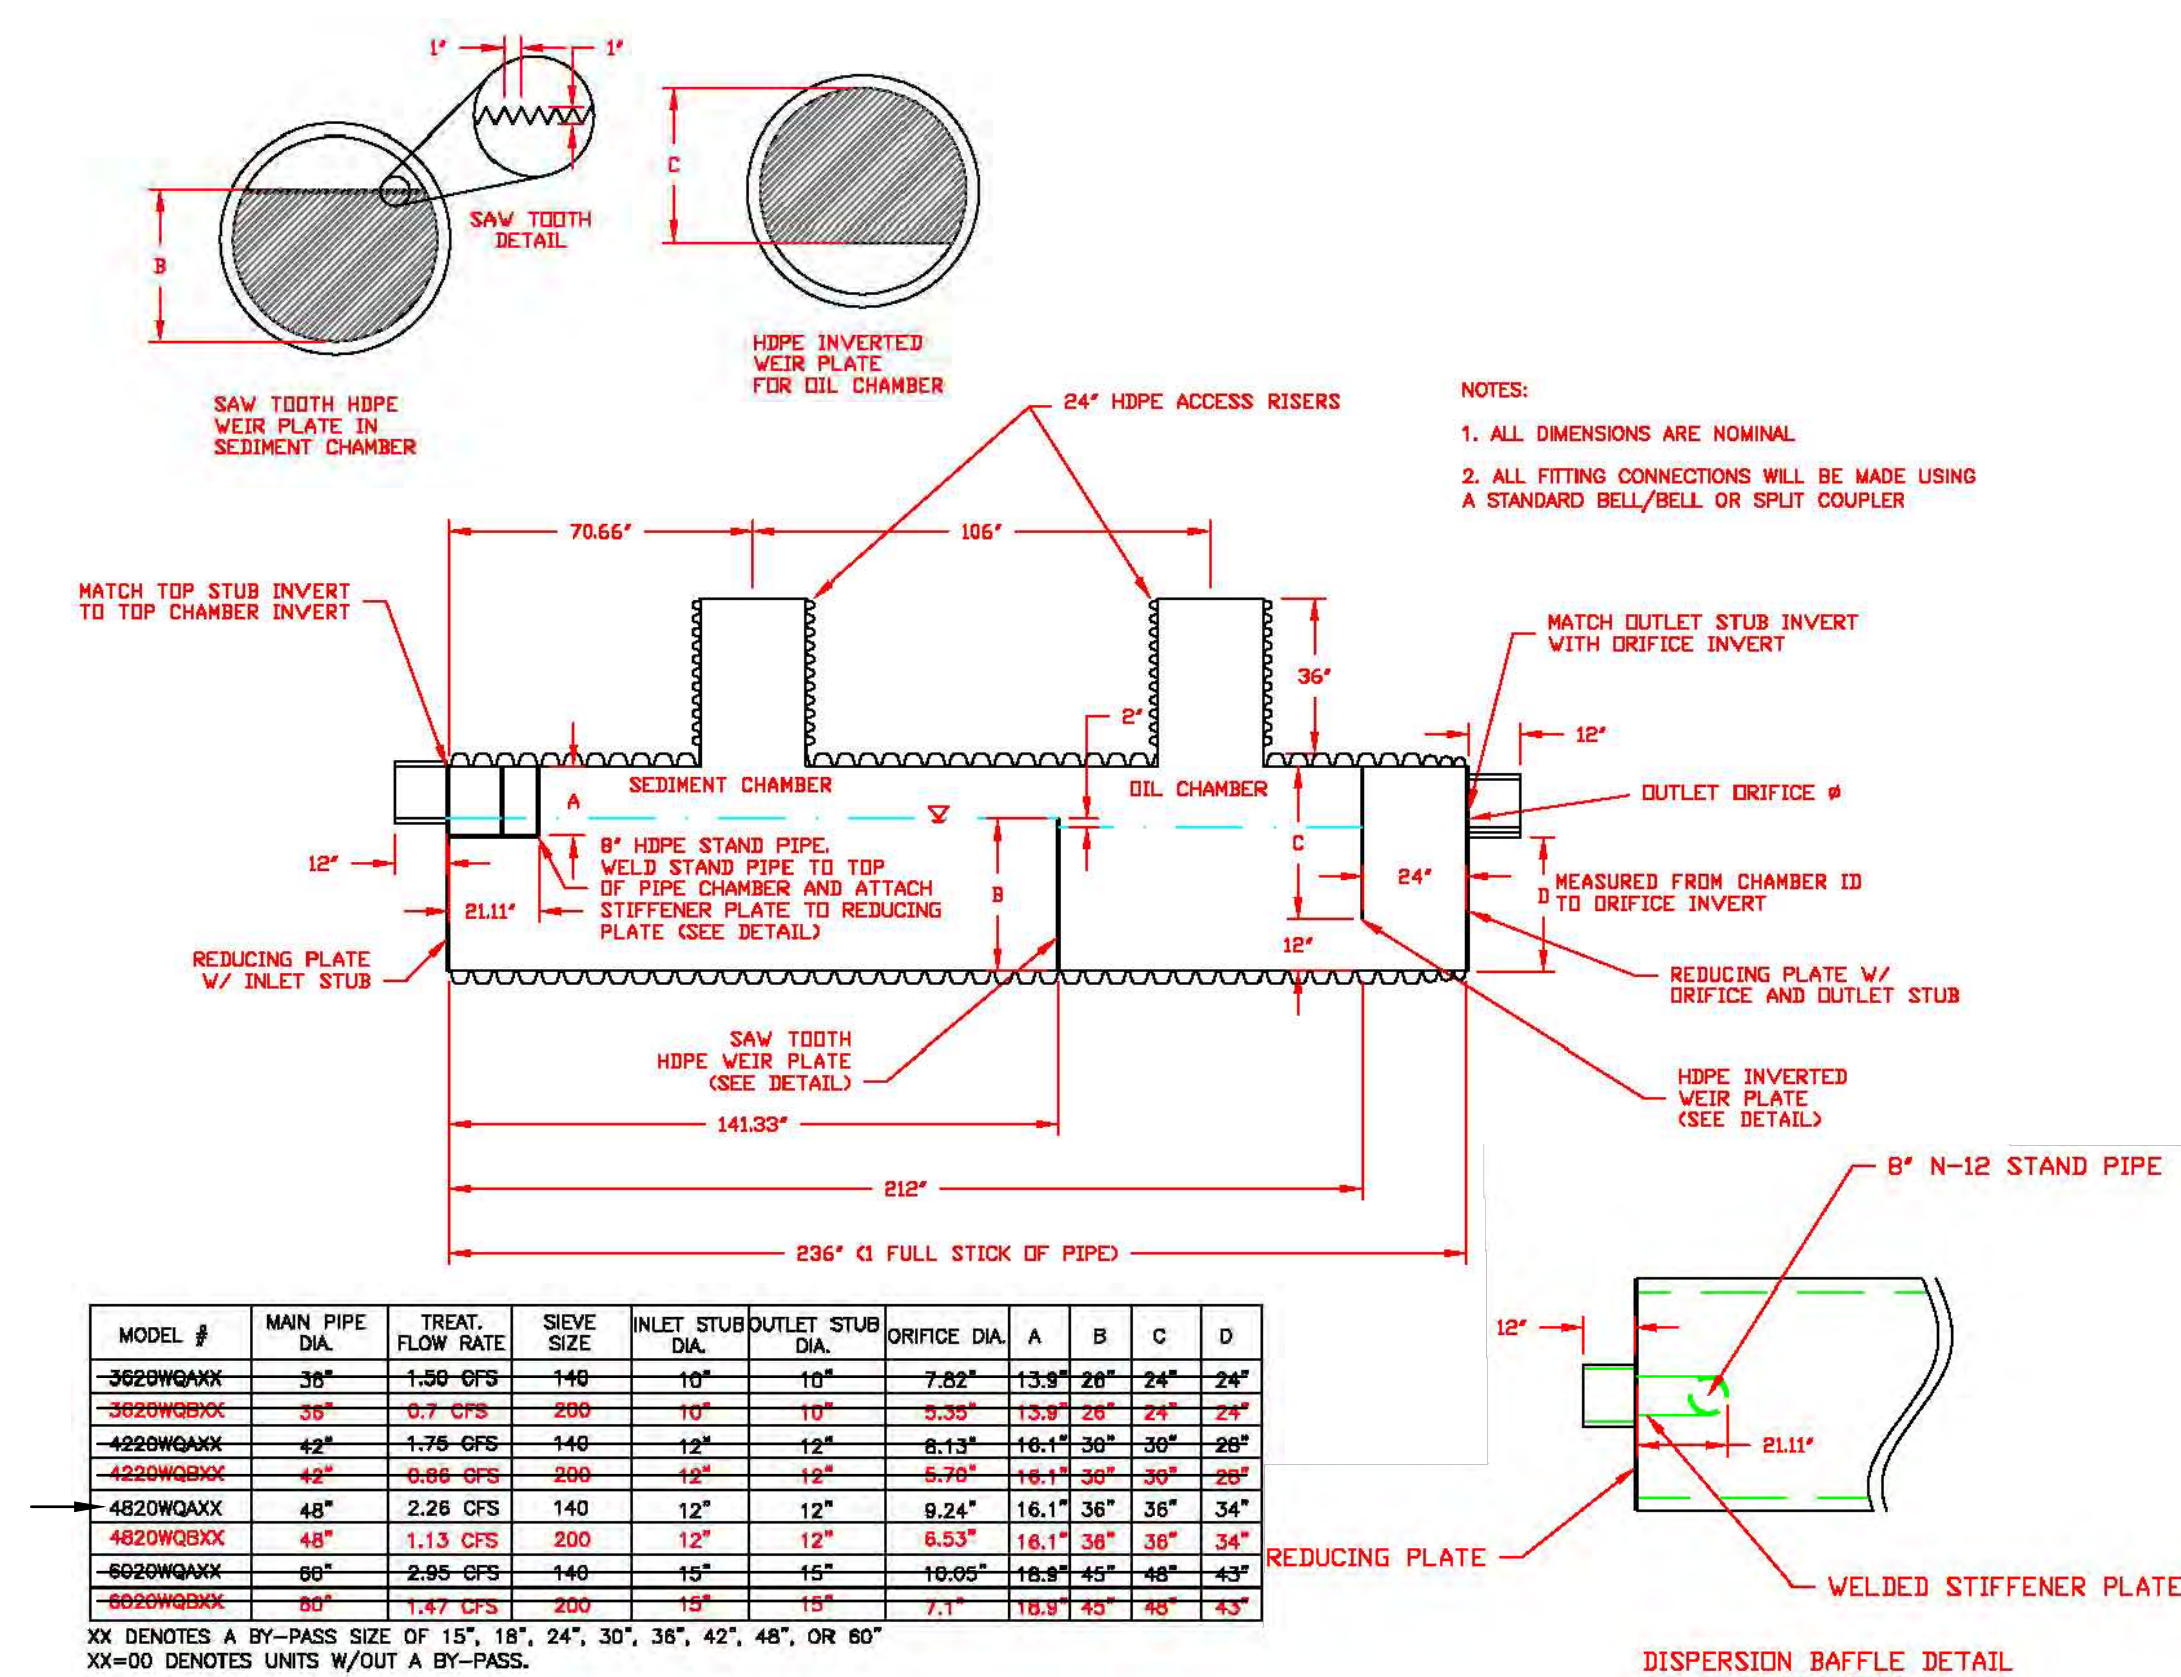 1" 1"
C
SAW TOOTH
DETAIL
B
HDPE INVERTED
WEIR PLATE
FOR OIL CHAMBER
SAW TOOTH HDPE
WEIR PLATE IN
SEDIMENT CHAMBER
24" HDPE ACCESS RISERS
NOTES:
1. ALL DIMENSIONS ARE NOMINAL
2. ALL FITTING CONNECTIONS WILL BE MADE USING
A STANDARD BELL/BELL OR SPLIT COUPLER
70.66" 106"
MATCH TOP STUB INVERT
TO TOP CHAMBER INVERT
MATCH OUTLET STUB INVERT
WITH ORIFICE INVERT
36"
2"
12"
SEDIMENT CHAMBER
OIL CHAMBER
OUTLET ORIFICE ø
A
8" HDPE STAND PIPE.
WELD STAND PIPE TO TOP
OF PIPE CHAMBER AND ATTACH
STIFFENER PLATE TO REDUCING
PLATE (SEE DETAIL)
12"
21.11"
B
C
24"
12"
D
MEASURED FROM CHAMBER ID
TO ORIFICE INVERT
REDUCING PLATE
W/ INLET STUB
REDUCING PLATE W/
ORIFICE AND OUTLET STUB
SAW TOOTH
HDPE WEIR PLATE
(SEE DETAIL)
HDPE INVERTED
WEIR PLATE
(SEE DETAIL)
141.33"
212"
236" (1 FULL STICK OF PIPE)
8" N-12 STAND PIPE
12"
21.11"
REDUCING PLATE
WELDED STIFFENER PLATE
DISPERSION BAFFLE DETAIL
MODEL # MAIN PIPE DIA. TREAT. FLOW RATE SIEVE SIZE INLET STUB DIA. OUTLET STUB DIA. ORIFICE DIA. A B C D
3620WQAXX 36" 1.50 CFS 140 10" 10" 7.82" 13.9" 26" 24" 24"
3620WQBXX 36" 0.7 CFS 200 10" 10" 5.35" 13.9" 26" 24" 24"
4220WQAXX 42" 1.75 CFS 140 12" 12" 8.13" 16.1" 30" 30" 28"
4220WQBXX 42" 0.86 CFS 200 12" 12" 5.70" 16.1" 30" 30" 28"
4820WQAXX 48" 2.26 CFS 140 12" 12" 9.24" 16.1" 36" 36" 34"
4820WQBXX 48" 1.13 CFS 200 12" 12" 6.53" 16.1" 36" 36" 34"
6020WQAXX 60" 2.95 CFS 140 15" 15" 10.05" 18.9" 45" 48" 43"
6020WQBXX 60" 1.47 CFS 200 15" 15" 7.1" 18.9" 45" 48" 43"
XX DENOTES A BY-PASS SIZE OF 15", 18", 24", 30", 36", 42", 48", OR 60"
XX=00 DENOTES UNITS W/OUT A BY-PASS.